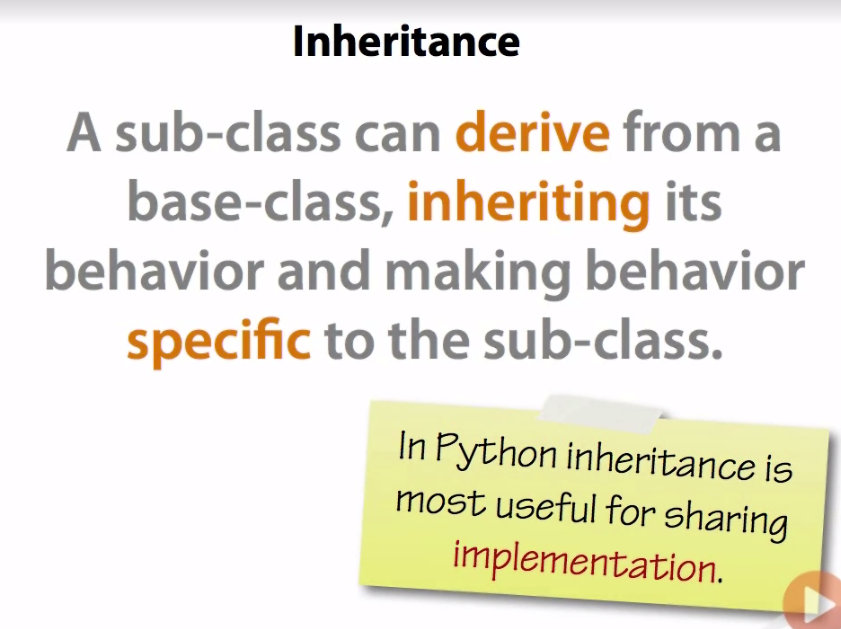 Inheritance
A sub-class can derive from a
base-class, inheriting its
behavior and making behavior
specific to the sub-class.
In Python inheritance is
most useful for sharing
implementation.